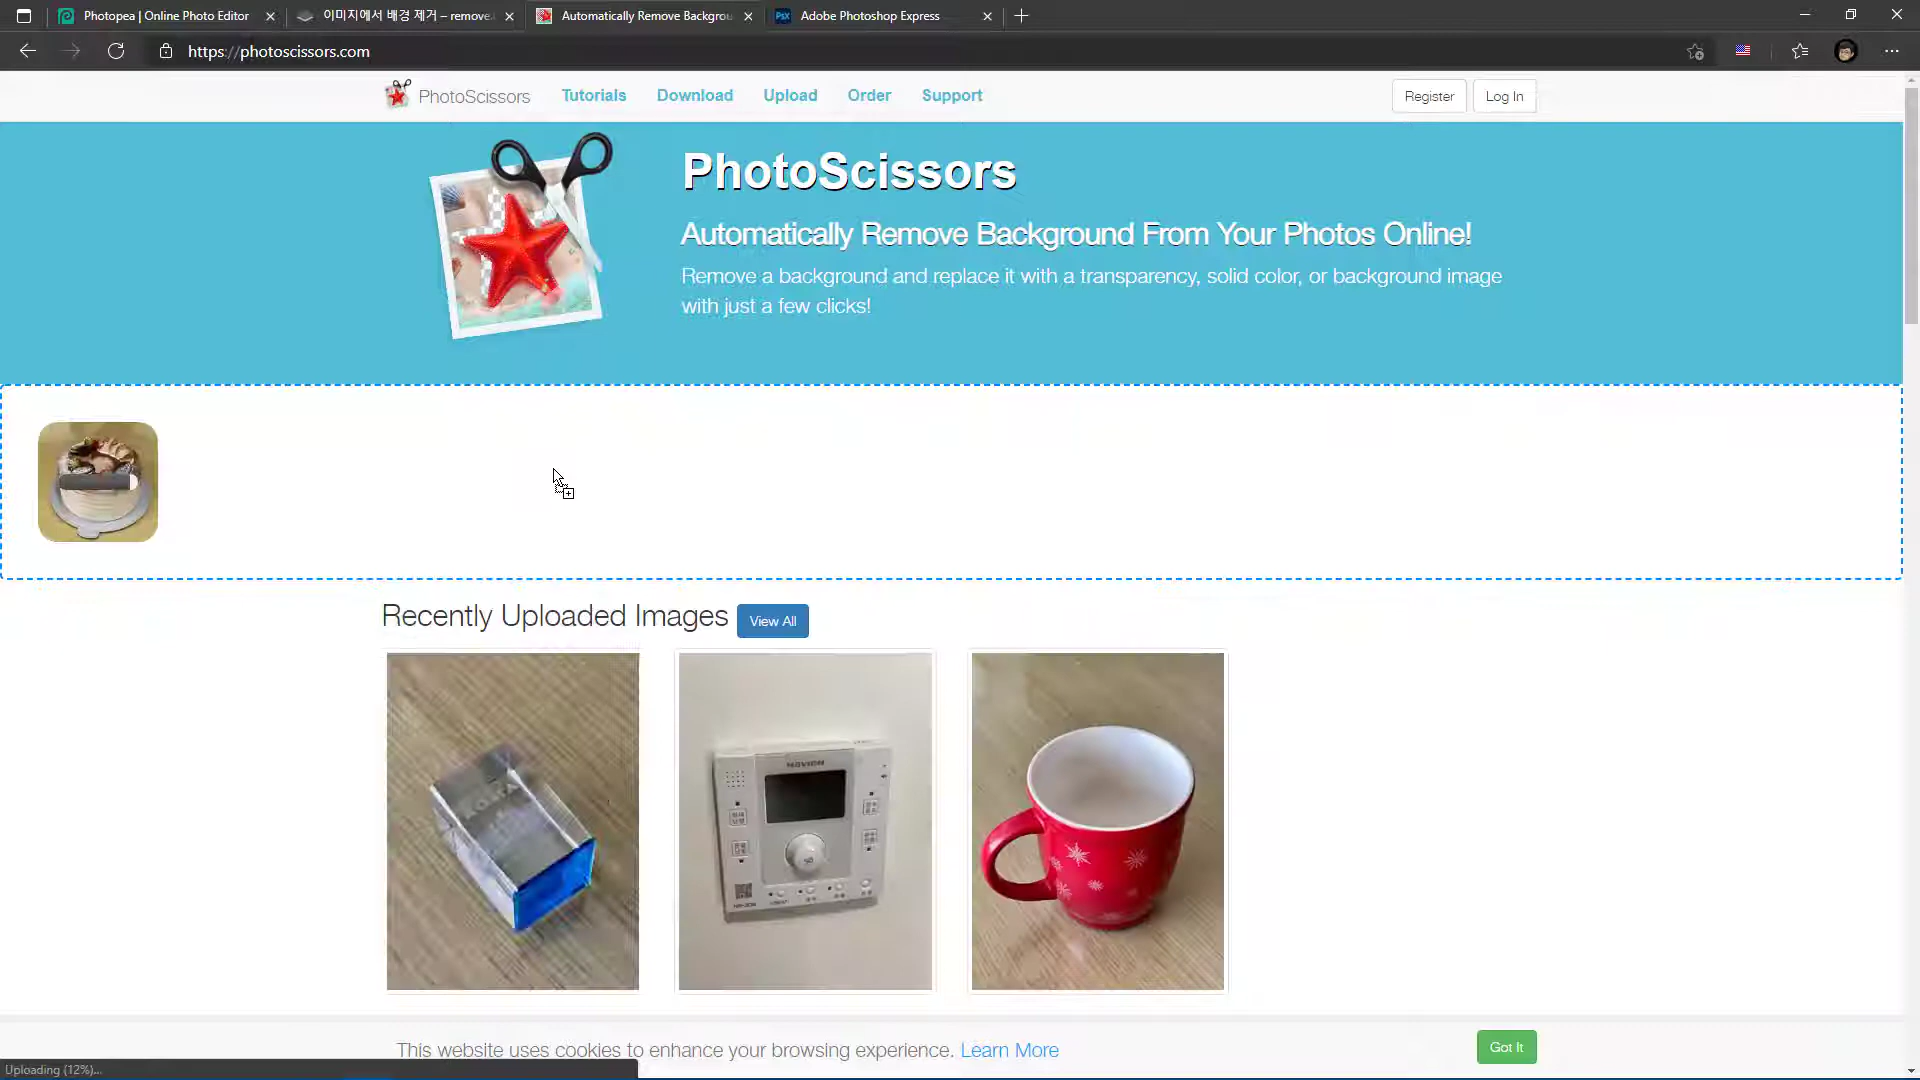 Photopea | Online Photo Editor
이미지에서 배경 제거 – remove.
Automatically Remove Backgrou
Adobe Photoshop Express
https://photoscissors.com
PhotoScissors
Tutorials
Download
Upload
Order
Support
Register
Log In
PhotoScissors
Automatically Remove Background From Your Photos Online!
Remove a background and replace it with a transparency, solid color, or background image
with just a few clicks!
Recently Uploaded Images
View All
This website uses cookies to enhance your browsing experience. Learn More
Got It
Uploading (12%)...